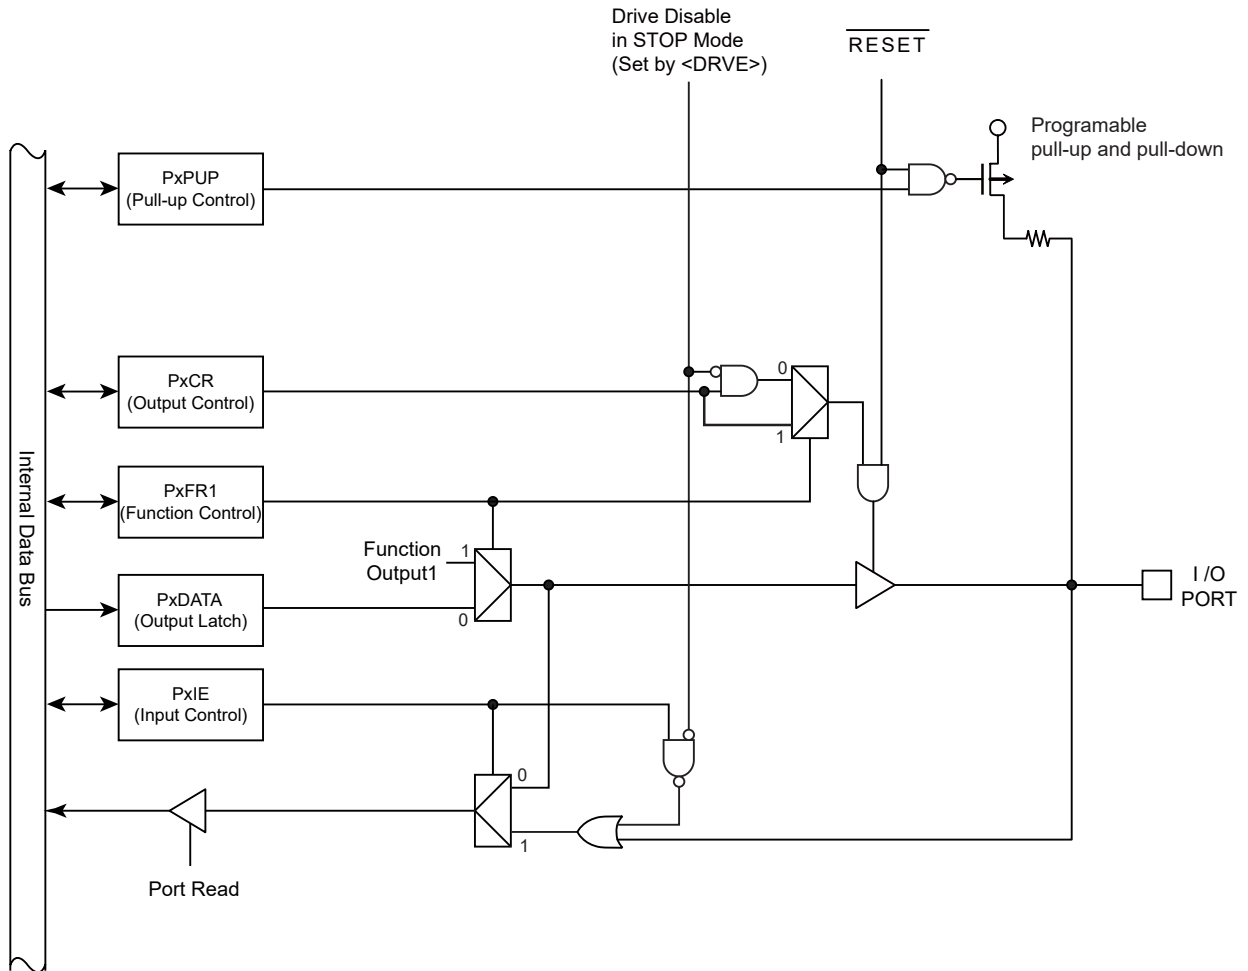 Drive Disable
in STOP Mode
(Set by <DRVE>)
RESET
Programable
pull-up and pull-down
PxPUP
(Pull-up Control)
PxCR
(Output Control)
0
1
PxFR1
(Function Control)
Internal Data Bus
Function
Output1
1
0
PxDATA
(Output Latch)
I /O
PORT
PxIE
(Input Control)
0
1
Port Read